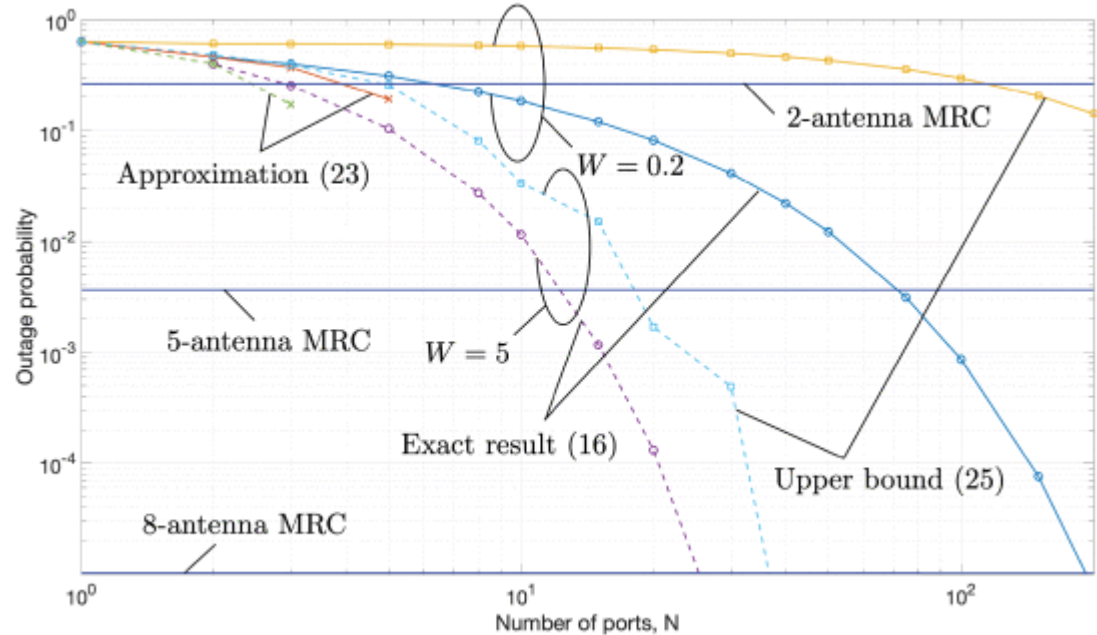 10^0
10^-1
10^-2
10^-3
10^-4
Outage probability
2-antenna MRC
Approximation (23)
W = 0.2
5-antenna MRC
W = 5
Exact result (16)
Upper bound (25)
8-antenna MRC
10^0
10^1
10^2
Number of ports, N